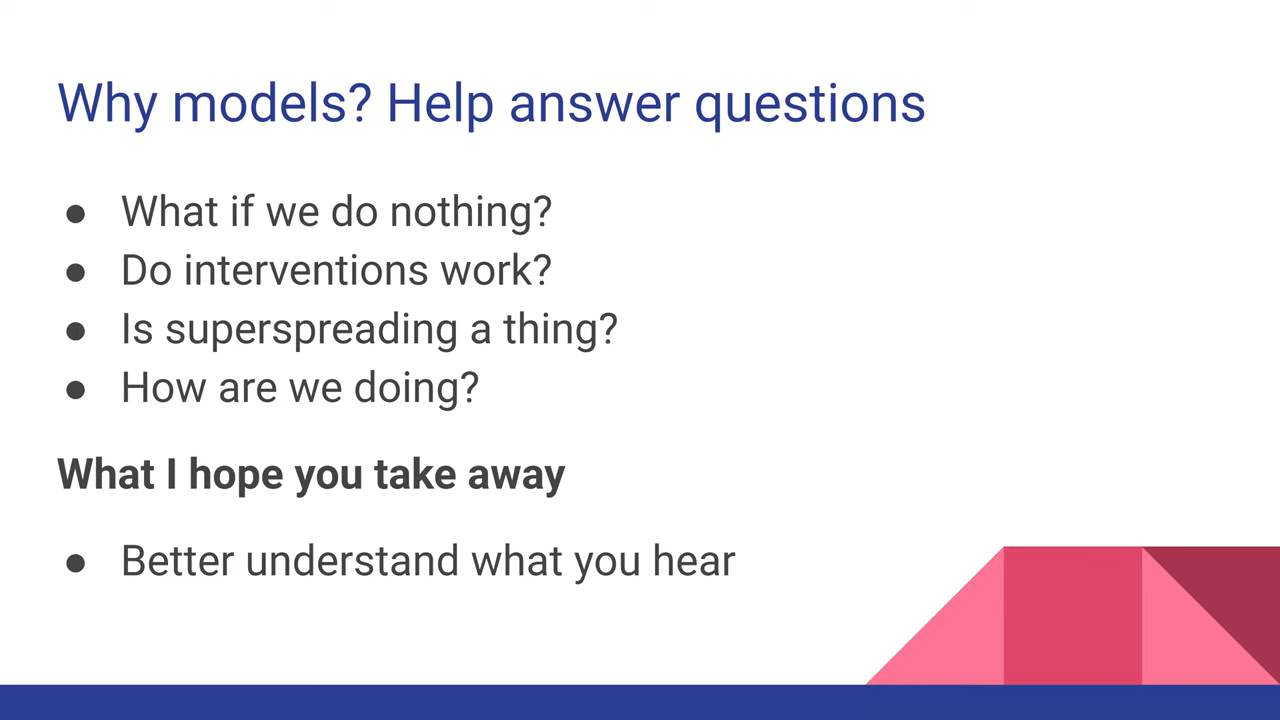 Why models? Help answer questions
● What if we do nothing?
● Do interventions work?
● Is superspreading a thing?
● How are we doing?
What I hope you take away
● Better understand what you hear